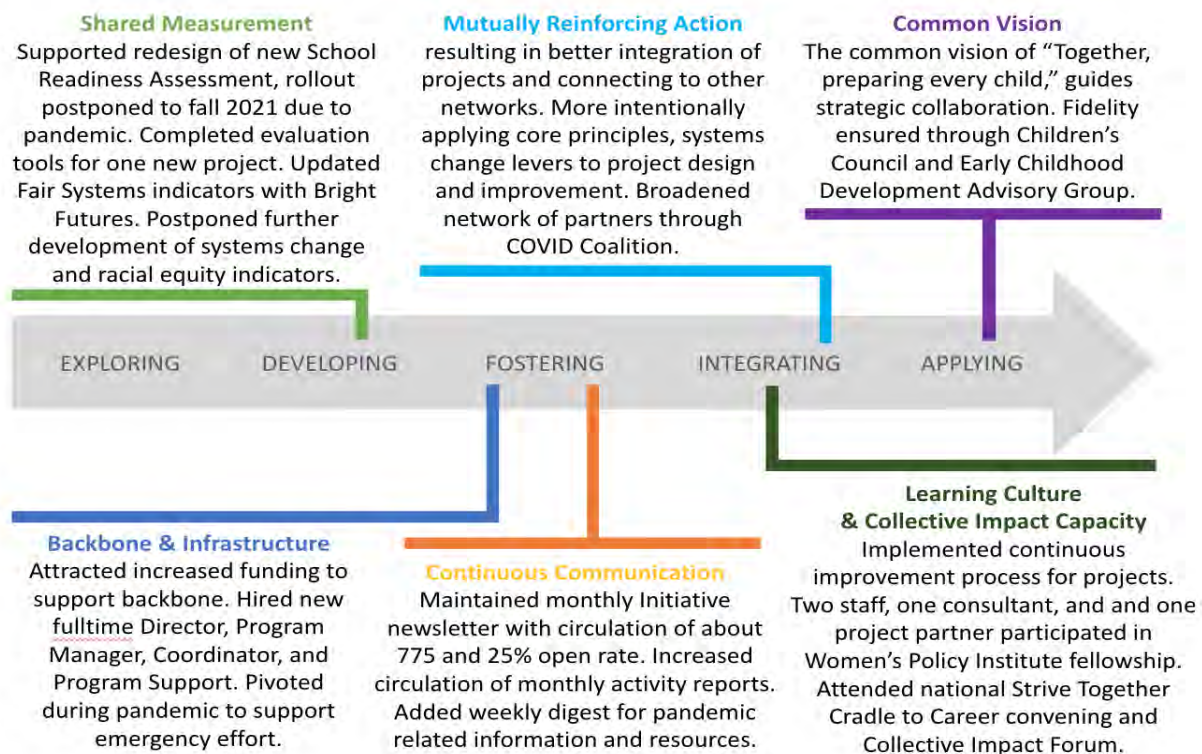 Shared Measurement
Supported redesign of new School
Readiness Assessment, rollout
postponed to fall 2021 due to
pandemic. Completed evaluation
tools for one new project. Updated
Fair Systems indicators with Bright
Futures. Postponed further
development of systems change
and racial equity indicators.
Mutually Reinforcing Action
resulting in better integration of
projects and connecting to other
networks. More intentionally
applying core principles, systems
change levers to project design
and improvement. Broadened
network of partners through
COVID Coalition.
Common Vision
The common vision of “Together,
preparing every child,” guides
strategic collaboration. Fidelity
ensured through Children’s
Council and Early Childhood
Development Advisory Group.
EXPLORING
DEVELOPING
FOSTERING
INTEGRATING
APPLYING
Backbone & Infrastructure
Attracted increased funding to
support backbone. Hired new
fulltime Director, Program
Manager, Coordinator, and
Program Support. Pivoted
during pandemic to support
emergency effort.
Continuous Communication
Maintained monthly Initiative
newsletter with circulation of about
775 and 25% open rate. Increased
circulation of monthly activity reports.
Added weekly digest for pandemic
related information and resources.
Learning Culture
& Collective Impact Capacity
Implemented continuous
improvement process for projects.
Two staff, one consultant, and and one
project partner participated in
Women’s Policy Institute fellowship.
Attended national Strive Together
Cradle to Career convening and
Collective Impact Forum.